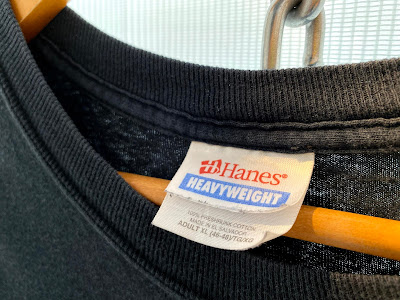 Hanes®
HEAVYWEIGHT
100% PRESHRUNK COTTON
MADE IN EL SALVADOR
ADULT XL (46-48)/TG/XG